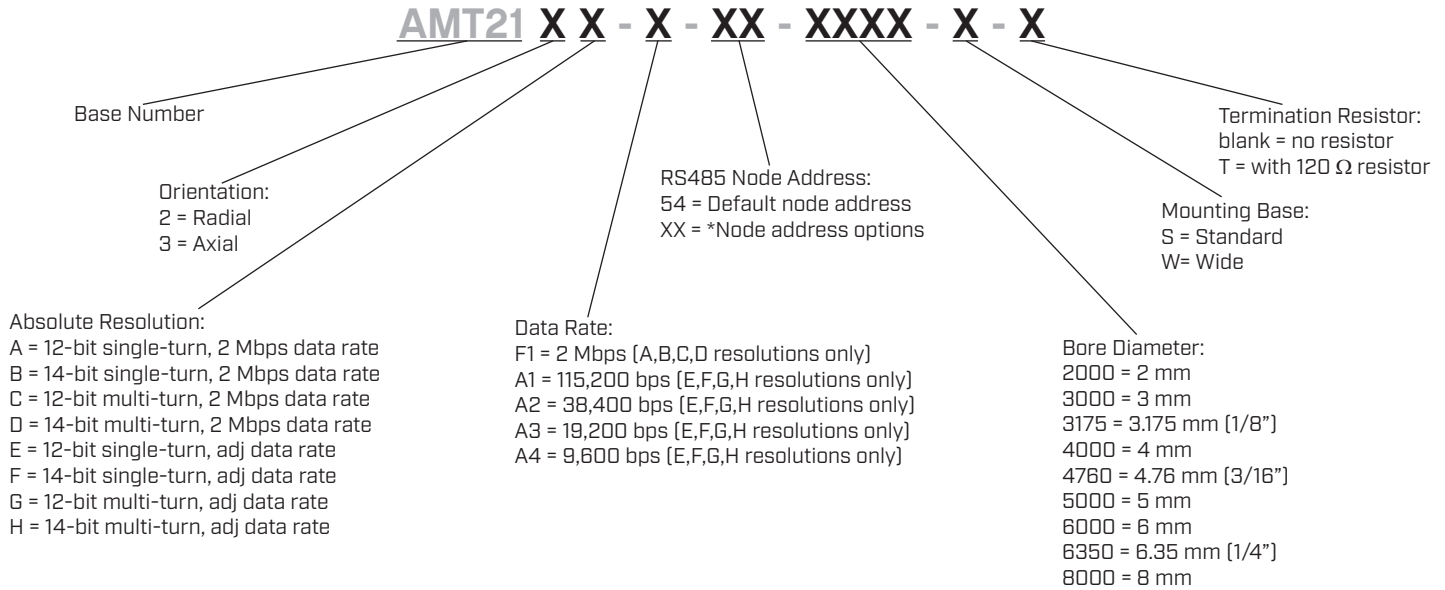 AMT21 X X - X - XX - XXXX - X - X
Base Number
Orientation:
2 = Radial
3 = Axial
Absolute Resolution:
A = 12-bit single-turn, 2 Mbps data rate
B = 14-bit single-turn, 2 Mbps data rate
C = 12-bit multi-turn, 2 Mbps data rate
D = 14-bit multi-turn, 2 Mbps data rate
E = 12-bit single-turn, adj data rate
F = 14-bit single-turn, adj data rate
G = 12-bit multi-turn, adj data rate
H = 14-bit multi-turn, adj data rate
Data Rate:
F1 = 2 Mbps (A,B,C,D resolutions only)
A1 = 115,200 bps (E,F,G,H resolutions only)
A2 = 38,400 bps (E,F,G,H resolutions only)
A3 = 19,200 bps (E,F,G,H resolutions only)
A4 = 9,600 bps (E,F,G,H resolutions only)
RS485 Node Address:
54 = Default node address
XX = *Node address options
Bore Diameter:
2000 = 2 mm
3000 = 3 mm
3175 = 3.175 mm (1/8”)
4000 = 4 mm
4760 = 4.76 mm (3/16”)
5000 = 5 mm
6000 = 6 mm
6350 = 6.35 mm (1/4”)
8000 = 8 mm
Mounting Base:
S = Standard
W= Wide
Termination Resistor:
blank = no resistor
T = with 120 Ω resistor